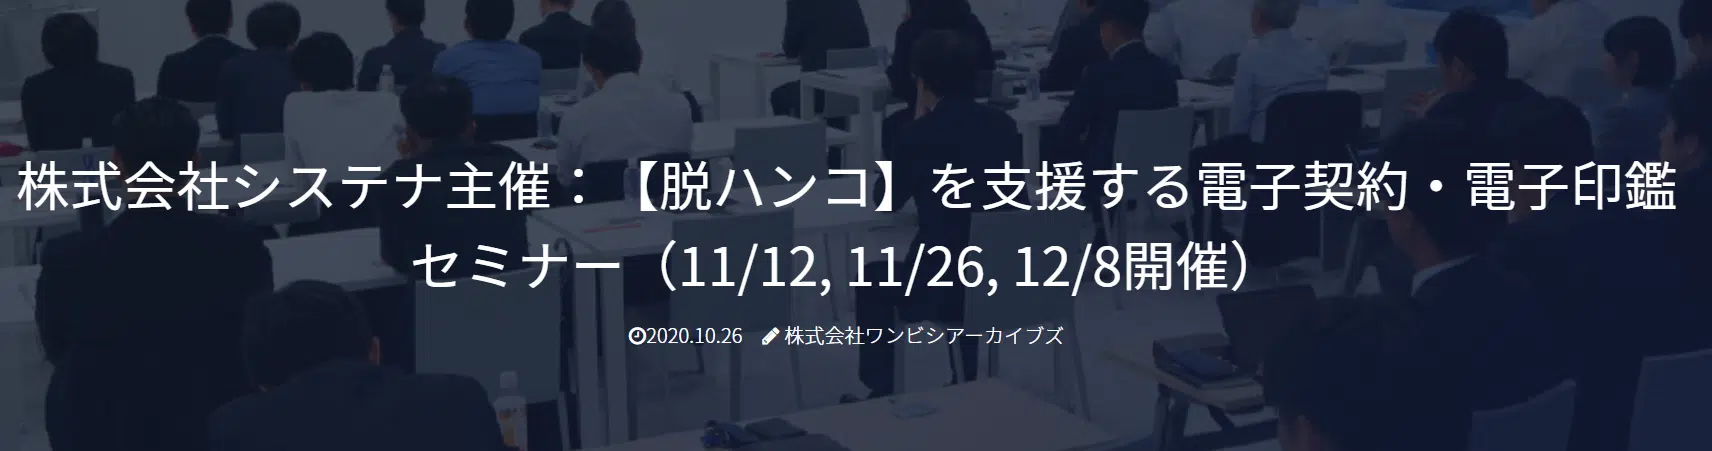 株式会社システナ主催：【脱ハンコ】を支援する電子契約・電子印鑑
セミナー（11/12, 11/26, 12/8開催）
2020.10.26 株式会社ワンビシアーカイブズ